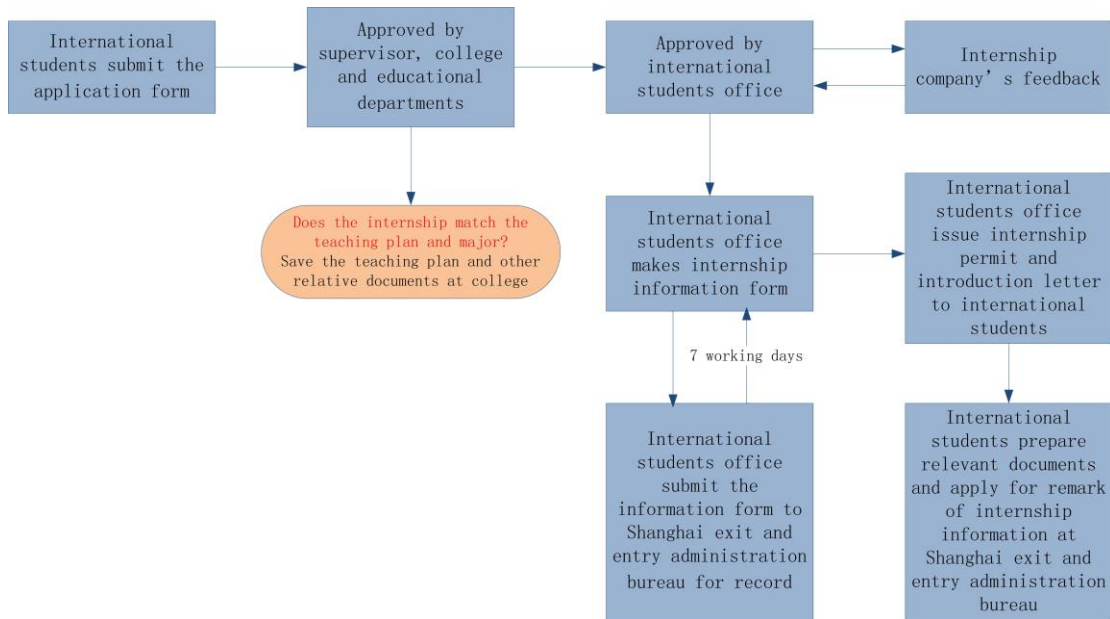 International
students submit the
application form
Approved by
supervisor, college
and educational
departments
Approved by
international
students office
Internship
company’s feedback
Does the internship match the
teaching plan and major?
Save the teaching plan and other
relative documents at college
International
students office
makes internship
information form
International
students office
issue internship
permit and
introduction letter
to international
students
7 working days
International
students office
submit the
information form to
Shanghai exit and
entry administration
bureau for record
International
students prepare
relevant documents
and apply for remark
of internship
information at
Shanghai exit and
entry administration
bureau